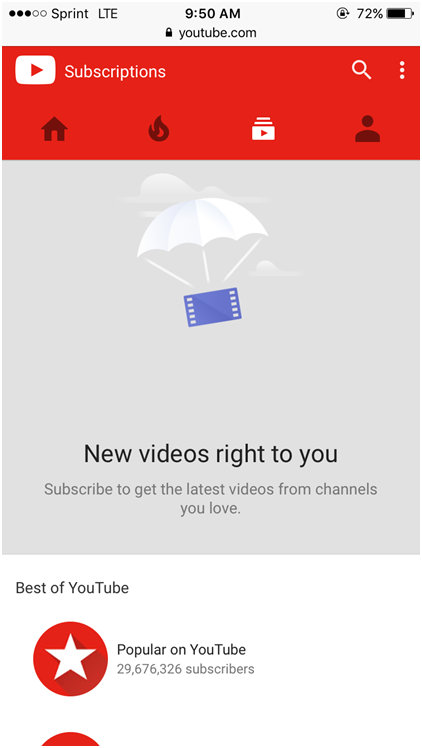 Sprint LTE 9:50 AM 72%
youtube.com
Subscriptions
New videos right to you
Subscribe to get the latest videos from channels
you love.
Best of YouTube
Popular on YouTube
29,676,326 subscribers